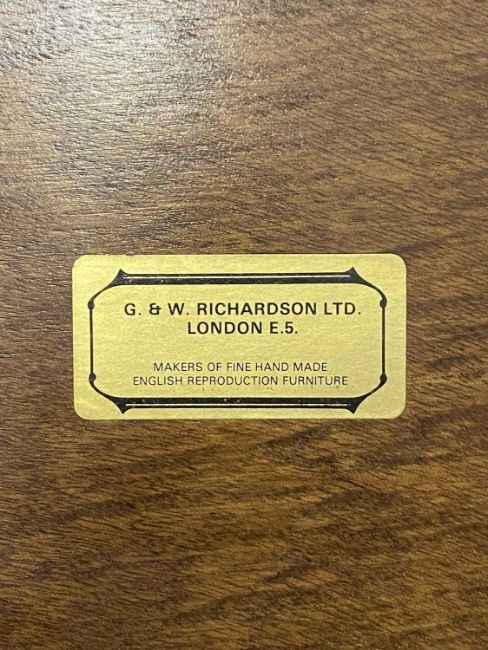 G. & W. RICHARDSON LTD.
LONDON E.5.
MAKERS OF FINE HAND MADE
ENGLISH REPRODUCTION FURNITURE